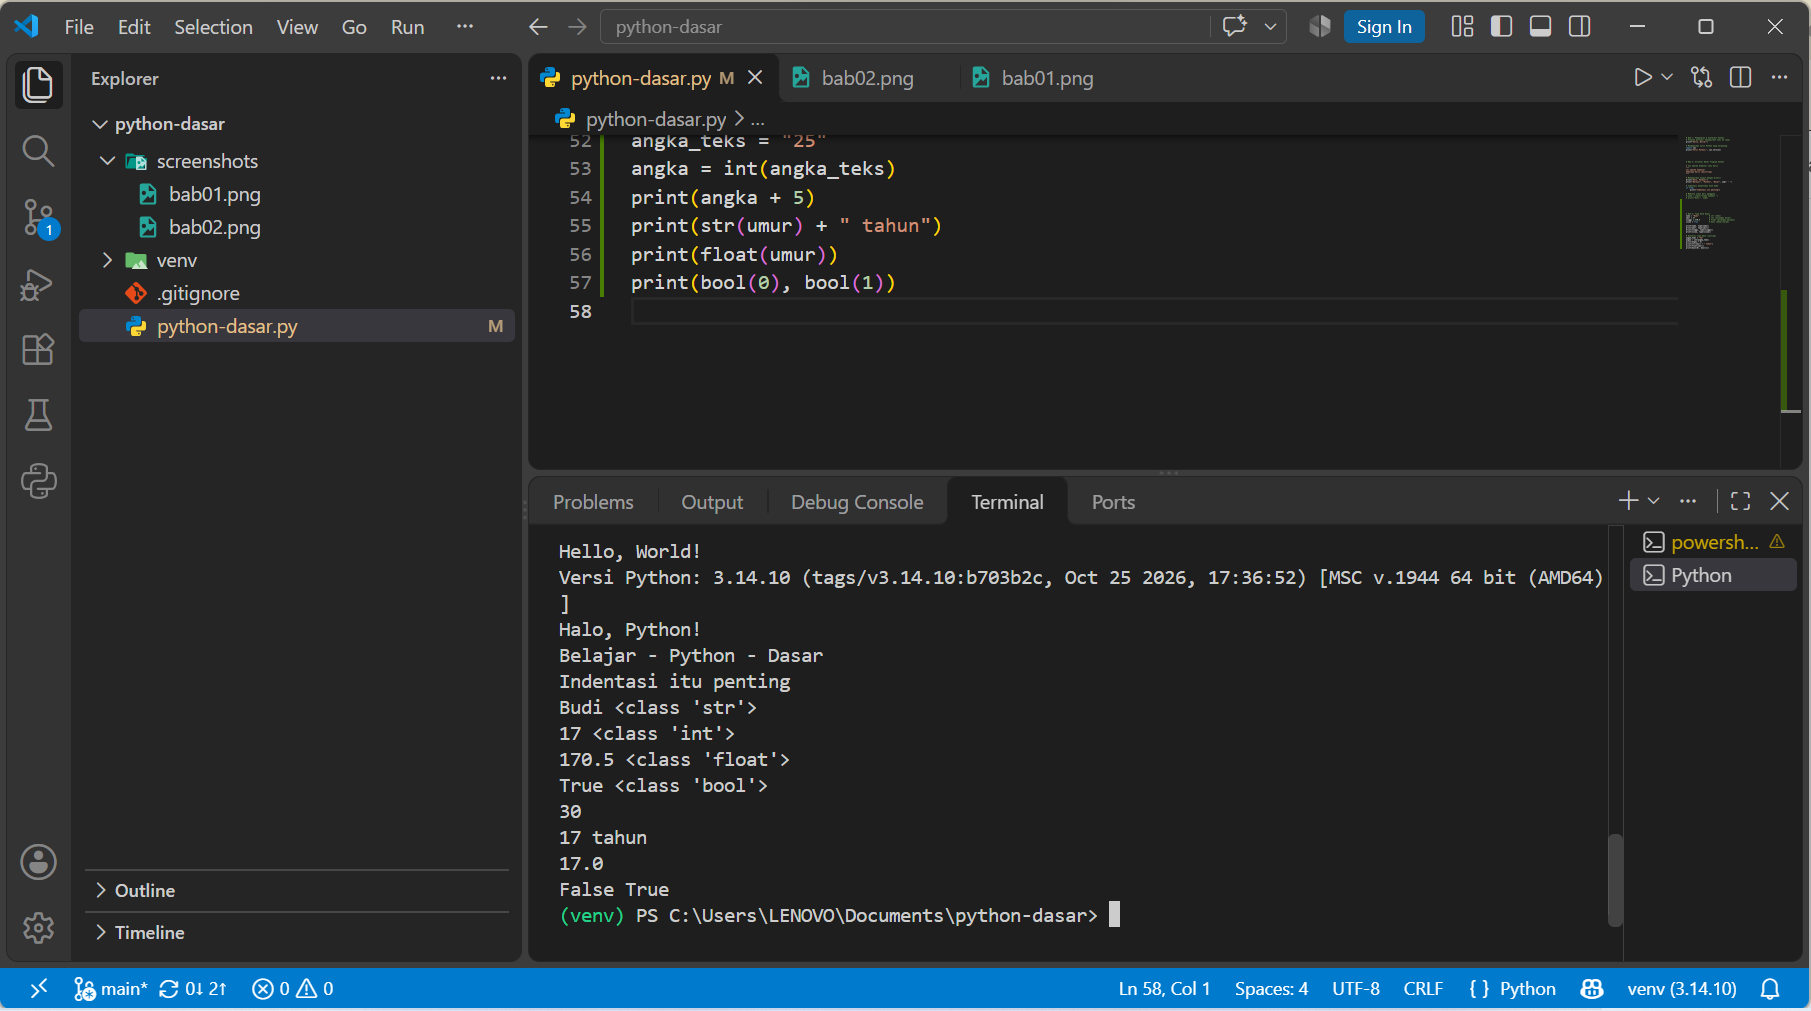 File Edit Selection View Go Run ... python-dasar Sign In
Explorer ...
python-dasar
screenshots
bab01.png
bab02.png
venv
.gitignore
python-dasar.py M
Outline
Timeline
python-dasar.py M bab02.png bab01.png
python-dasar.py > ...
52 angka_teks = "25"
53 angka = int(angka_teks)
54 print(angka + 5)
55 print(str(umur) + " tahun")
56 print(float(umur))
57 print(bool(0), bool(1))
58
Problems Output Debug Console Terminal Ports
Hello, World!
Versi Python: 3.14.10 (tags/v3.14.10:b703b2c, Oct 25 2026, 17:36:52) [MSC v.1944 64 bit (AMD64)
]
Halo, Python!
Belajar - Python - Dasar
Indentasi itu penting
Budi <class 'str'>
17 <class 'int'>
170.5 <class 'float'>
True <class 'bool'>
30
17 tahun
17.0
False True
(venv) PS C:\Users\LENOVO\Documents\python-dasar>
powersh...
Python
1
main* 0↓ 2↑ 0 0 Ln 58, Col 1 Spaces: 4 UTF-8 CRLF { } Python venv (3.14.10)